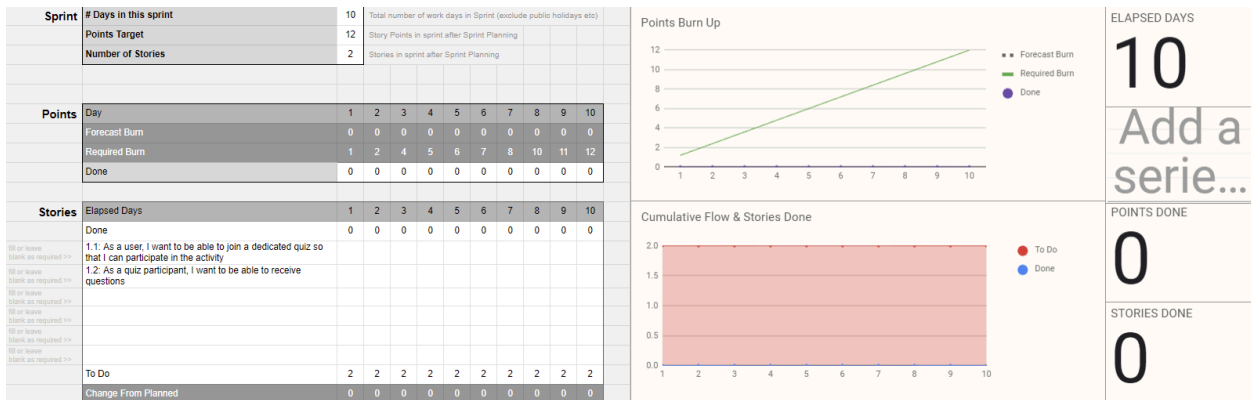 Sprint # Days in this sprint 10 Total number of work days in Sprint (exclude public holidays etc)
Points Target 12 Story Points in sprint after Sprint Planning
Number of Stories 2 Stories in sprint after Sprint Planning
Points Day 1 2 3 4 5 6 7 8 9 10
Forecast Burn 0 0 0 0 0 0 0 0 0 0
Required Burn 1 2 4 5 6 7 8 10 11 12
Done 0 0 0 0 0 0 0 0 0 0
Stories Elapsed Days 1 2 3 4 5 6 7 8 9 10
Done 0 0 0 0 0 0 0 0 0 0
fill or leave
blank as required >>
1.1: As a user, I want to be able to join a dedicated quiz so
that I can participate in the activity
fill or leave
blank as required >>
1.2: As a quiz participant, I want to be able to receive
questions
fill or leave
blank as required >>
fill or leave
blank as required >>
fill or leave
blank as required >>
fill or leave
blank as required >>
To Do 2 2 2 2 2 2 2 2 2 2
Change From Planned 0 0 0 0 0 0 0 0 0 0
Points Burn Up
12
10
8
6
4
2
0
1 2 3 4 5 6 7 8 9 10
Forecast Burn
Required Burn
Done
Cumulative Flow & Stories Done
2.0
1.5
1.0
0.5
0.0
1 2 3 4 5 6 7 8 9 10
To Do
Done
ELAPSED DAYS
10
Add a
serie...
POINTS DONE
0
STORIES DONE
0